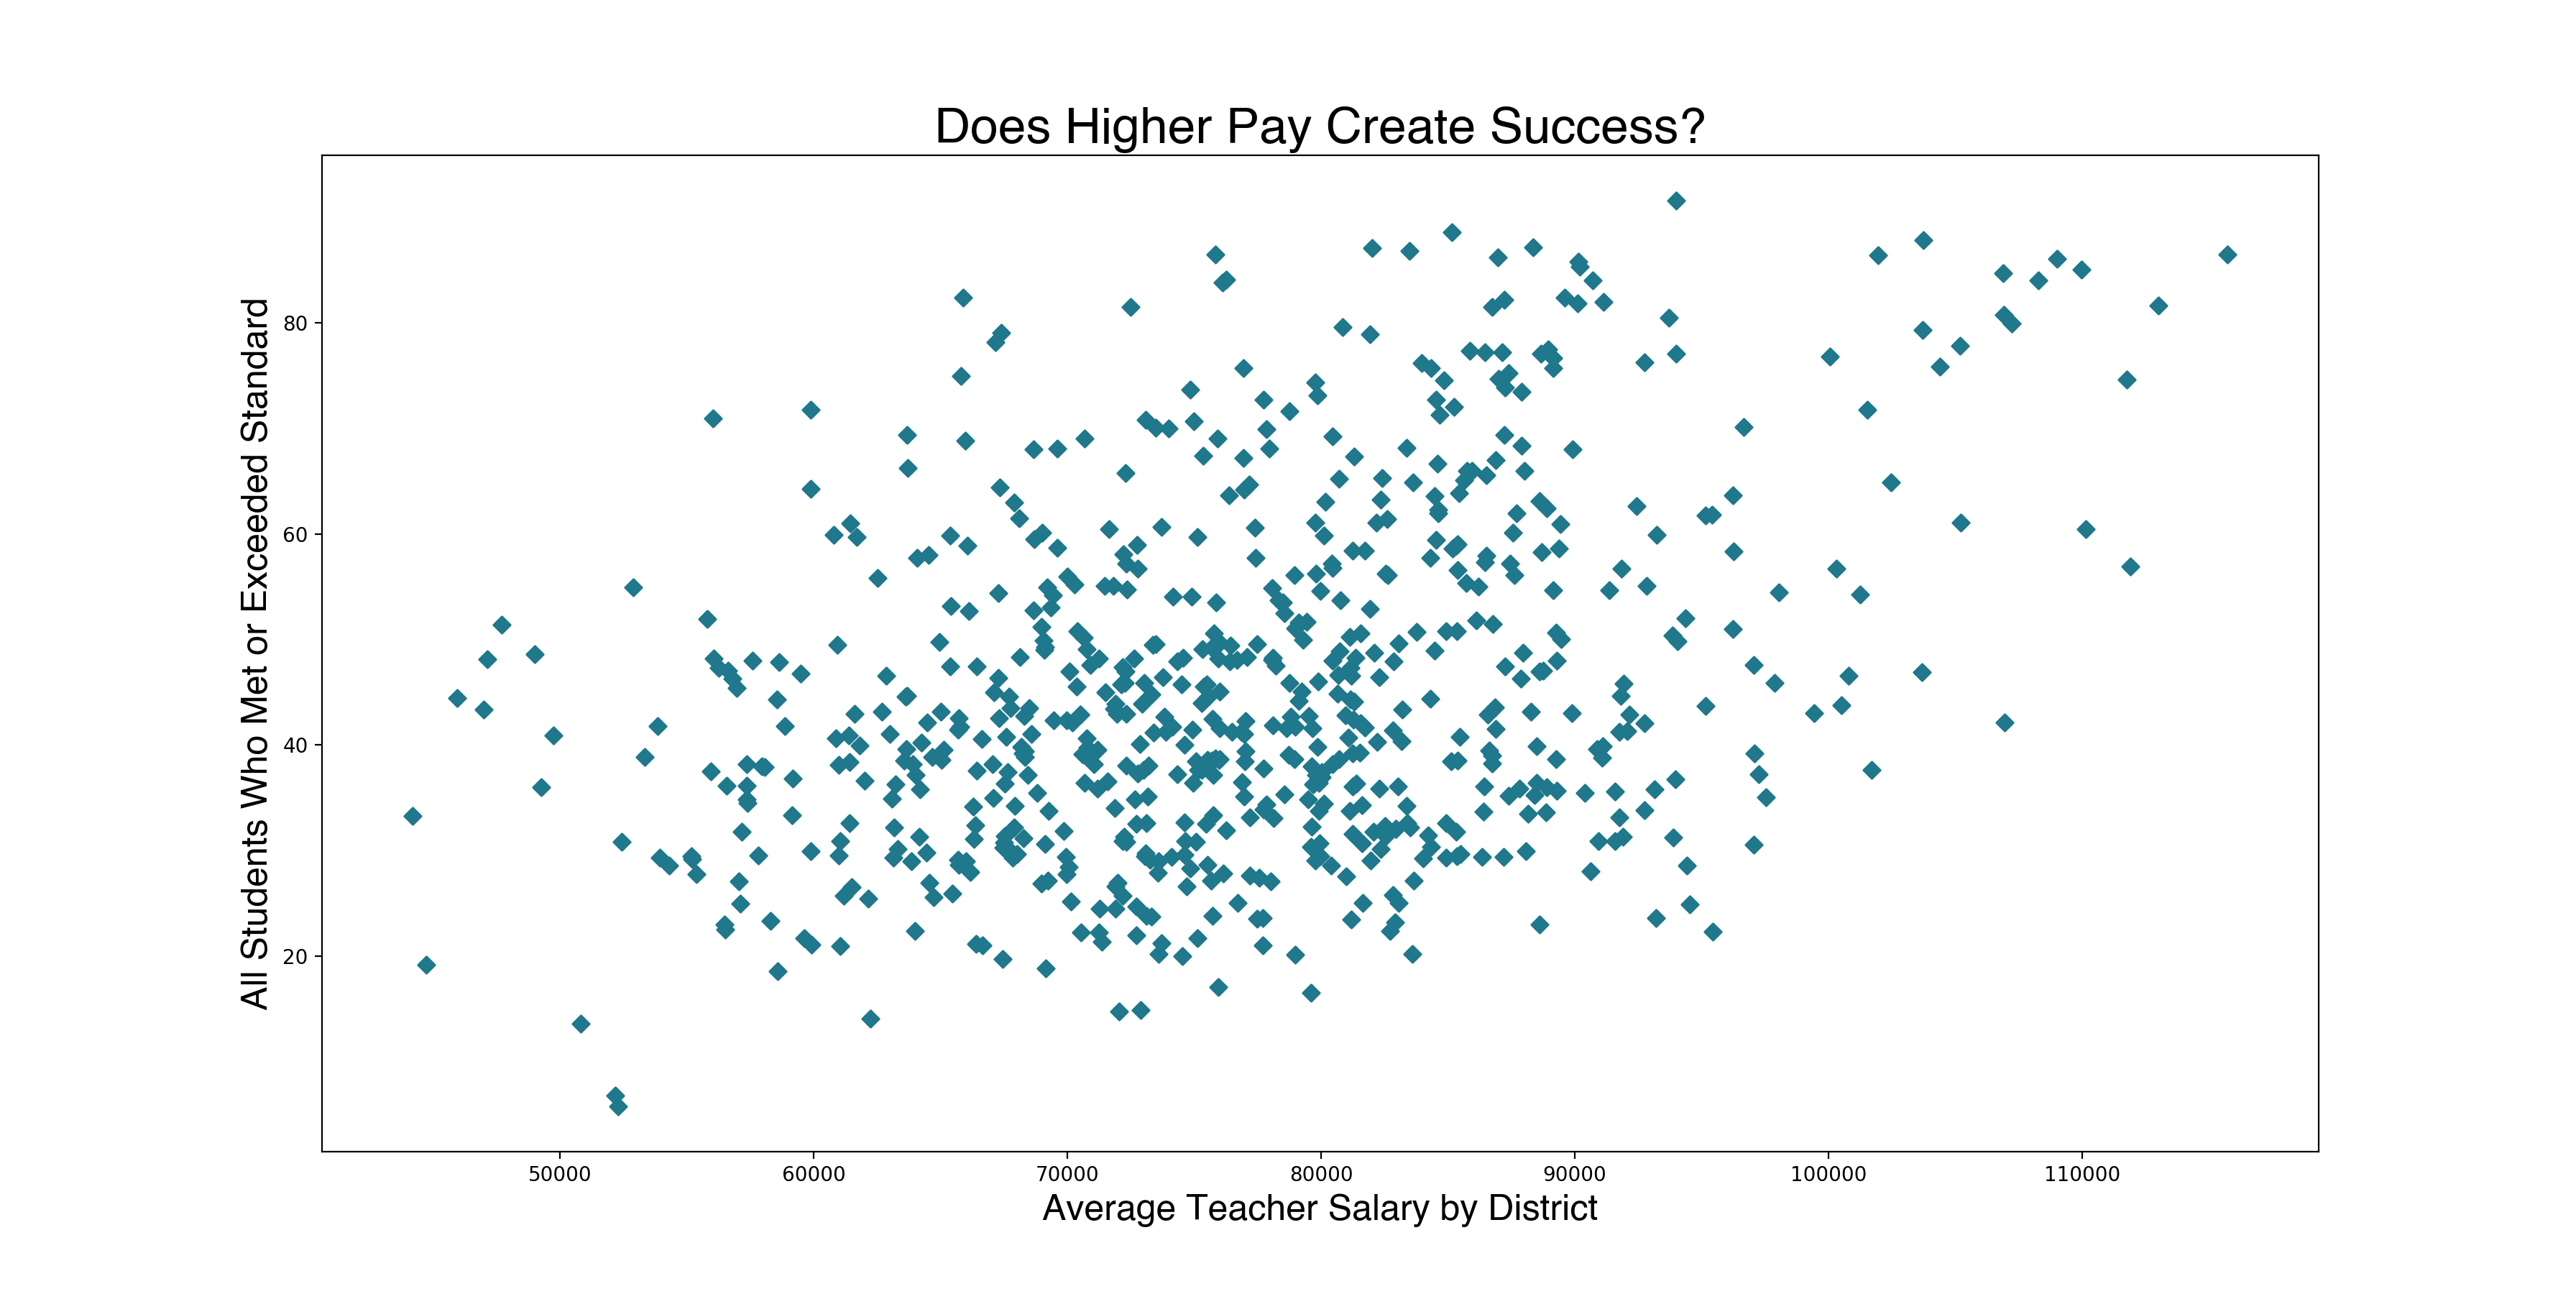 Does Higher Pay Create Success?
All Students Who Met or Exceeded Standard
80
60
40
20
50000 60000 70000 80000 90000 100000 110000
Average Teacher Salary by District